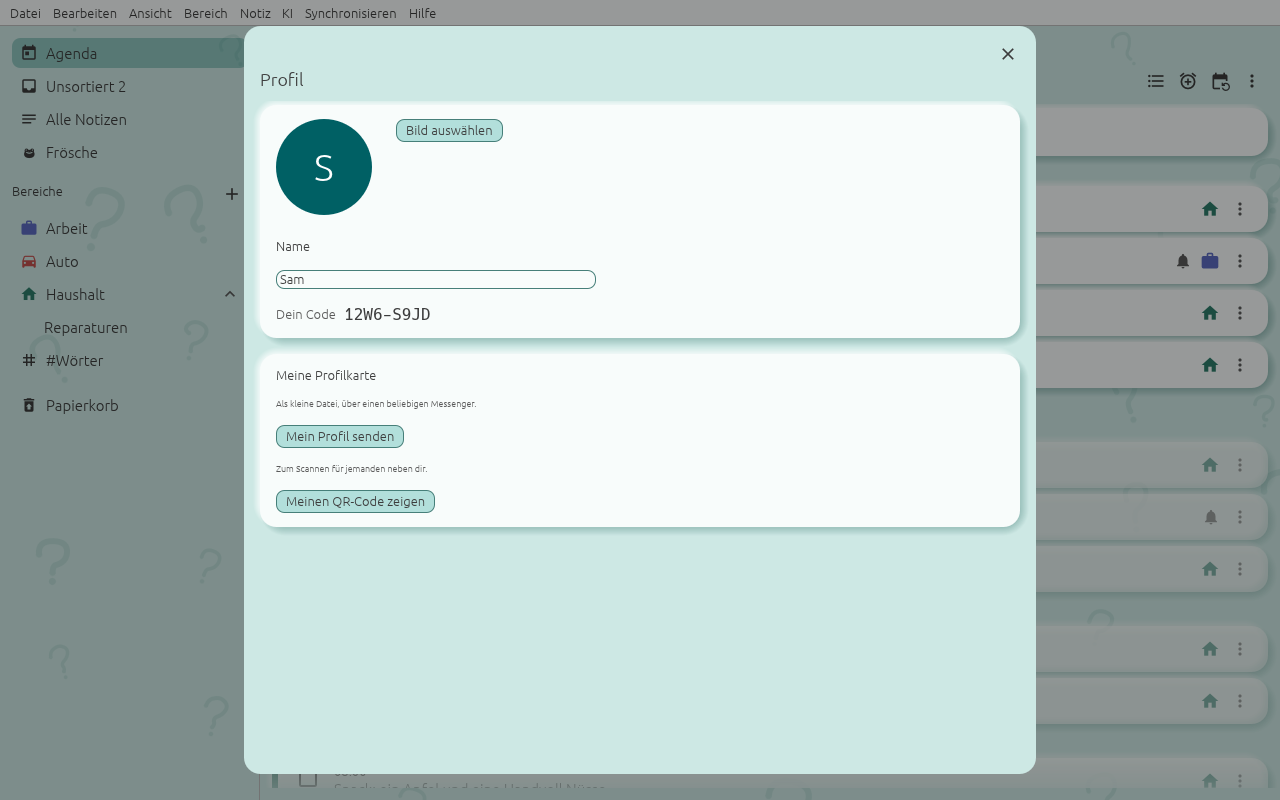 Datei Bearbeiten Ansicht Bereich Notiz KI Synchronisieren Hilfe
Agenda
Unsortiert 2
Alle Notizen
Frösche
Bereiche
Arbeit
Auto
Haushalt
Reparaturen
#Wörter
Papierkorb
Profil
S
Bild auswählen
Name
Sam
Dein Code 12W6-S9JD
Meine Profilkarte
Als kleine Datei, über einen beliebigen Messenger.
Mein Profil senden
Zum Scannen für jemanden neben dir.
Meinen QR-Code zeigen